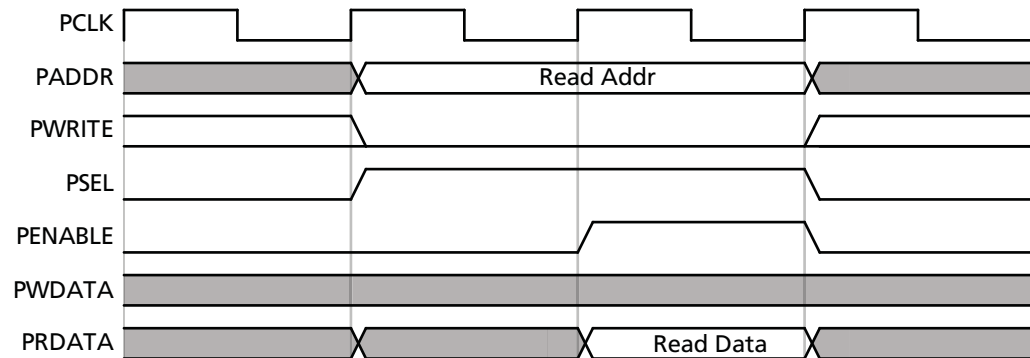 PCLK
PADDR
Read Addr
PWRITE
PSEL
PENABLE
PWDATA
PRDATA
Read Data